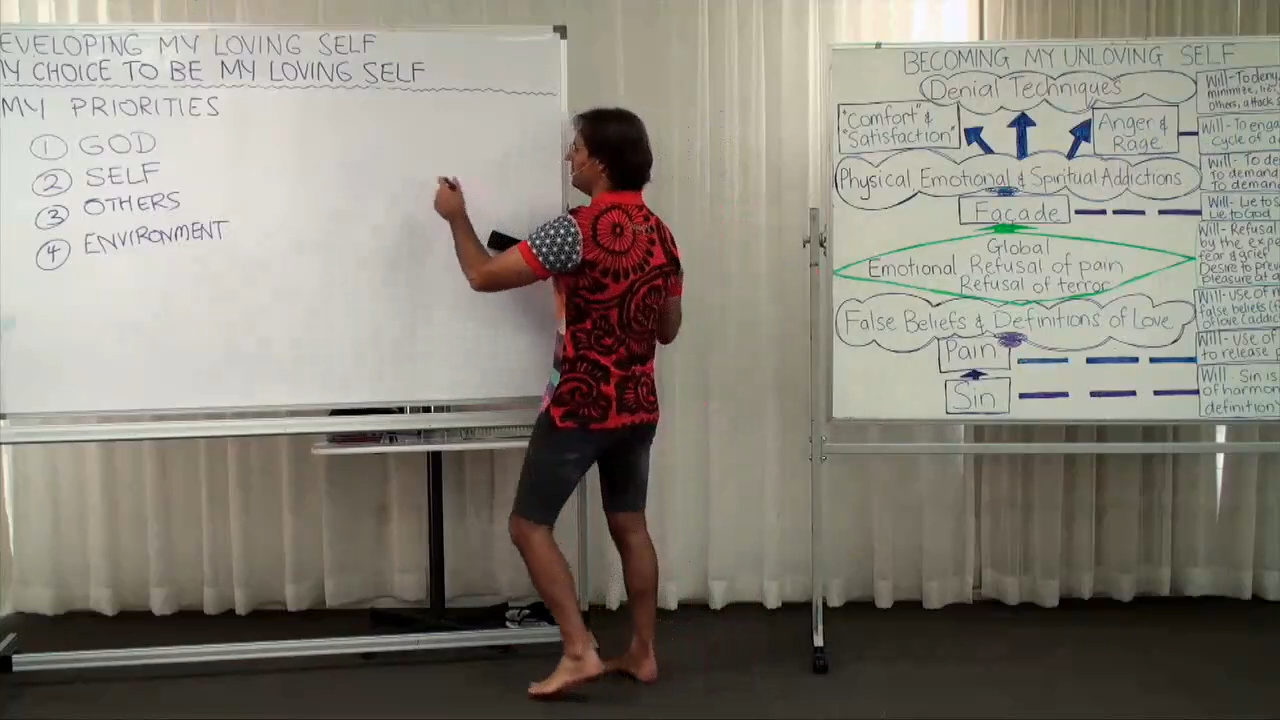 EVELOPING MY LOVING SELF
MY CHOICE TO BE MY LOVING SELF
MY PRIORITIES
1 GOD
2 SELF
3 OTHERS
4 ENVIRONMENT
BECOMING MY UNLOVING SELF
Denial Techniques
"Comfort" &
"Satisfaction"
Anger &
Rage
Physical Emotional & Spiritual Addictions
Façade
Global
Emotional Refusal of pain
Refusal of terror
False Beliefs & Definitions of Love
Pain
Sin
Will - To deny,
minimize,
others, attack
Will - To enga
cycle of a
Will - To de
To demand
To deman
Will - Lie to s
Lie to God
Will - Refusal
by the expe
fear & grief
Desire to prev
pleasure at a
Will - Use of
false beliefs
of love (addic
Will - Use of
to release p
Will - Sin is
of harmon
definition